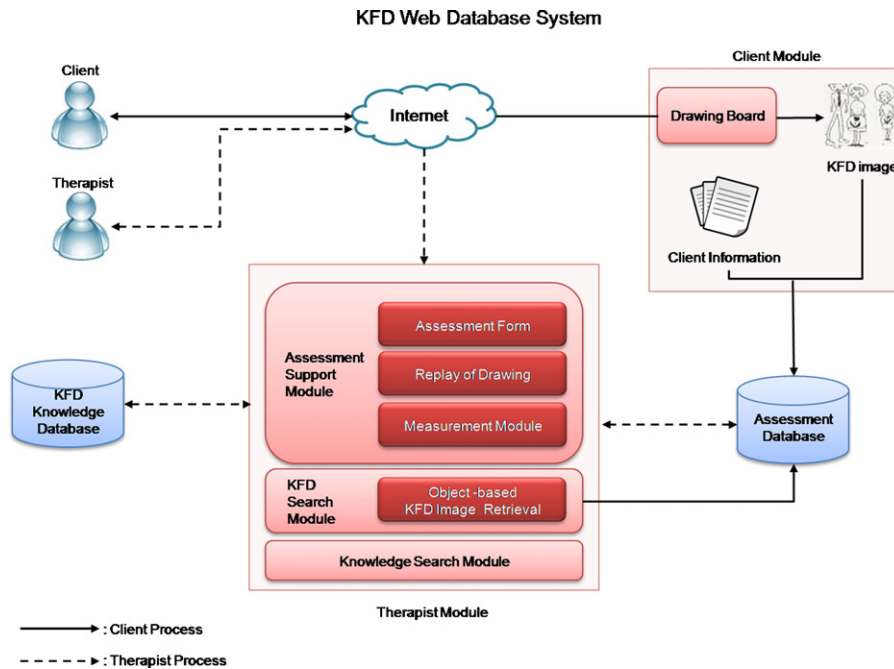 KFD Web Database System
Client
Therapist
Internet
Client Module
Drawing Board
KFD image
Client Information
Assessment
Support
Module
Assessment Form
Replay of Drawing
Measurement Module
KFD
Knowledge
Database
Assessment
Database
KFD
Search
Module
Object -based
KFD Image Retrieval
Knowledge Search Module
Therapist Module
: Client Process
: Therapist Process